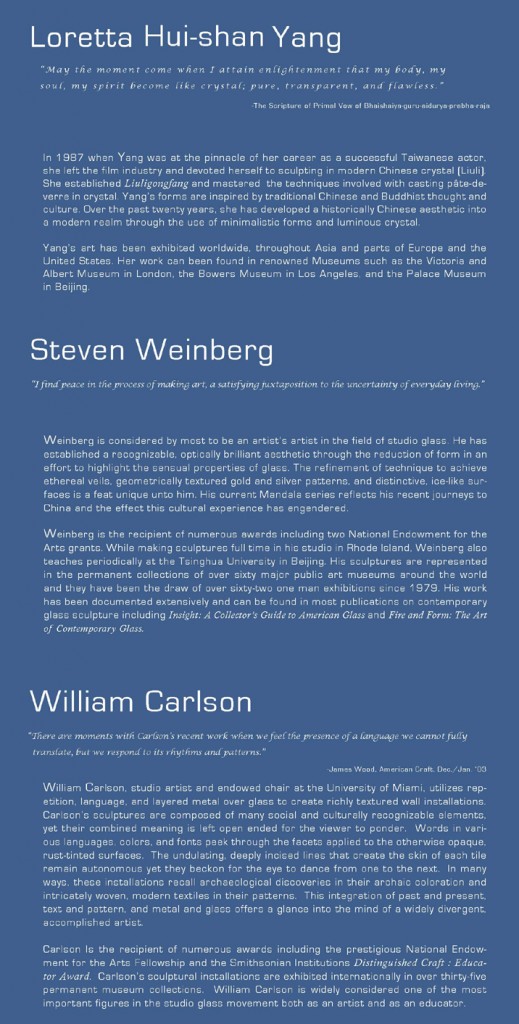 Loretta Hui-shan Yang
"May the moment come when I attain enlightenment that my body, my
soul, my spirit become like crystal; pure, transparent, and flawless."
-The Scripture of Primal Vow of Bhaishaiya-guru-aidurya-prebha-raja
In 1987 when Yang was at the pinnacle of her career as a successful Taiwanese actor,
she left the film industry and devoted herself to sculpting in modern Chinese crystal [Liuli].
She established Liuligongfang and mastered the techniques involved with casting pâte-de-
verre in crystal. Yang's forms are inspired by traditional Chinese and Buddhist thought and
culture. Over the past twenty years, she has developed a historically Chinese aesthetic into
a modern realm through the use of minimalistic forms and luminous crystal.
Yang's art has been exhibited worldwide, throughout Asia and parts of Europe and the
United States. Her work can been found in renowned Museums such as the Victoria and
Albert Museum in London, the Bowers Museum in Los Angeles, and the Palace Museum
in Beijing.
Steven Weinberg
"I find peace in the process of making art, a satisfying juxtaposition to the uncertainty of everyday living."
Weinberg is considered by most to be an artist's artist in the field of studio glass. He has
established a recognizable, optically brilliant aesthetic through the reduction of form in an
effort to highlight the sensual properties of glass. The refinement of technique to achieve
ethereal veils, geometrically textured gold and silver patterns, and distinctive, ice-like sur-
faces is a feat unique unto him. His current Mandala series reflects his recent journeys to
China and the effect this cultural experience has engendered.
Weinberg is the recipient of numerous awards including two National Endowment for the
Arts grants. While making sculptures full time in his studio in Rhode Island, Weinberg also
teaches periodically at the Tsinghua University in Beijing. His sculptures are represented
in the permanent collections of over sixty major public art museums around the world
and they have been the draw of over sixty-two one man exhibitions since 1979. His work
has been documented extensively and can be found in most publications on contemporary
glass sculpture including Insight: A Collector's Guide to American Glass and Fire and Form: The Art
of Contemporary Glass.
William Carlson
"There are moments with Carlson's recent work when we feel the presence of a language we cannot fully
translate, but we respond to its rhythms and patterns."
-James Wood, American Craft, Dec./Jan. '03
William Carlson, studio artist and endowed chair at the University of Miami, utilizes rep-
etition, language, and layered metal over glass to create richly textured wall installations.
Carlson's sculptures are composed of many social and culturally recognizable elements,
yet their combined meaning is left open ended for the viewer to ponder. Words in vari-
ous languages, colors, and fonts peek through the facets applied to the otherwise opaque,
rust-tinted surfaces. The undulating, deeply incised lines that create the skin of each tile
remain autonomous yet they beckon for the eye to dance from one to the next. In many
ways, these installations recall archaeological discoveries in their archaic coloration and
intricately woven, modern textiles in their patterns. This integration of past and present,
text and pattern, and metal and glass offers a glance into the mind of a widely divergent,
accomplished artist.
Carlson Is the recipient of numerous awards including the prestigious National Endow-
ment for the Arts Fellowship and the Smithsonian Institutions Distinguished Craft : Educa-
tor Award. Carlson's sculptural installations are exhibited internationally in over thirty-five
permanent museum collections. William Carlson is widely considered one of the most
important figures in the studio glass movement both as an artist and as an educator.